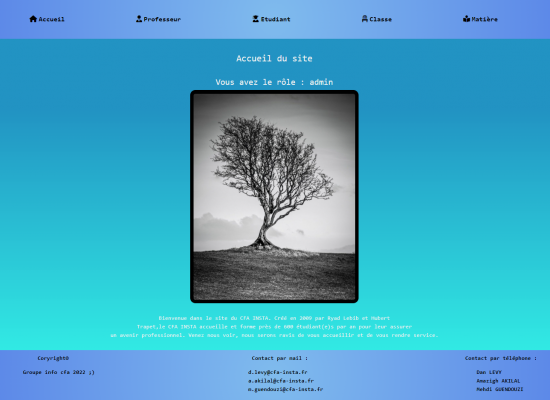 Accueil Professeur Etudiant Classe Matière
Accueil du site
Vous avez le rôle : admin
Bienvenue dans le site du CFA INSTA. Créé en 2009 par Ryad Lebib et Hubert
Trapet,le CFA INSTA accueille et forme près de 600 étudiant(e)s par an pour leur assurer
un avenir professionnel. Venez nous voir, nous serons ravis de vous accueillir et de vous rendre service.
Copyright© Contact par mail : Contact par téléphone :
Groupe info cfa 2022 ;) d.levy@cfa-insta.fr Dan LEVY
a.akilal@cfa-insta.fr Amazigh AKILAL
m.guendouzi@cfa-insta.fr Mehdi GUENDOUZI